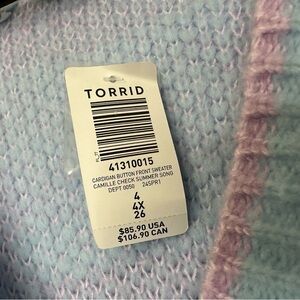 TORRID
41310015
CARDIGAN BUTTON FRONT SWEATER
CAMILLE CHECK SUMMER SONG
DEPT 0050 24SPR1
4
4X
26
$85.90 USA
$106.90 CAN